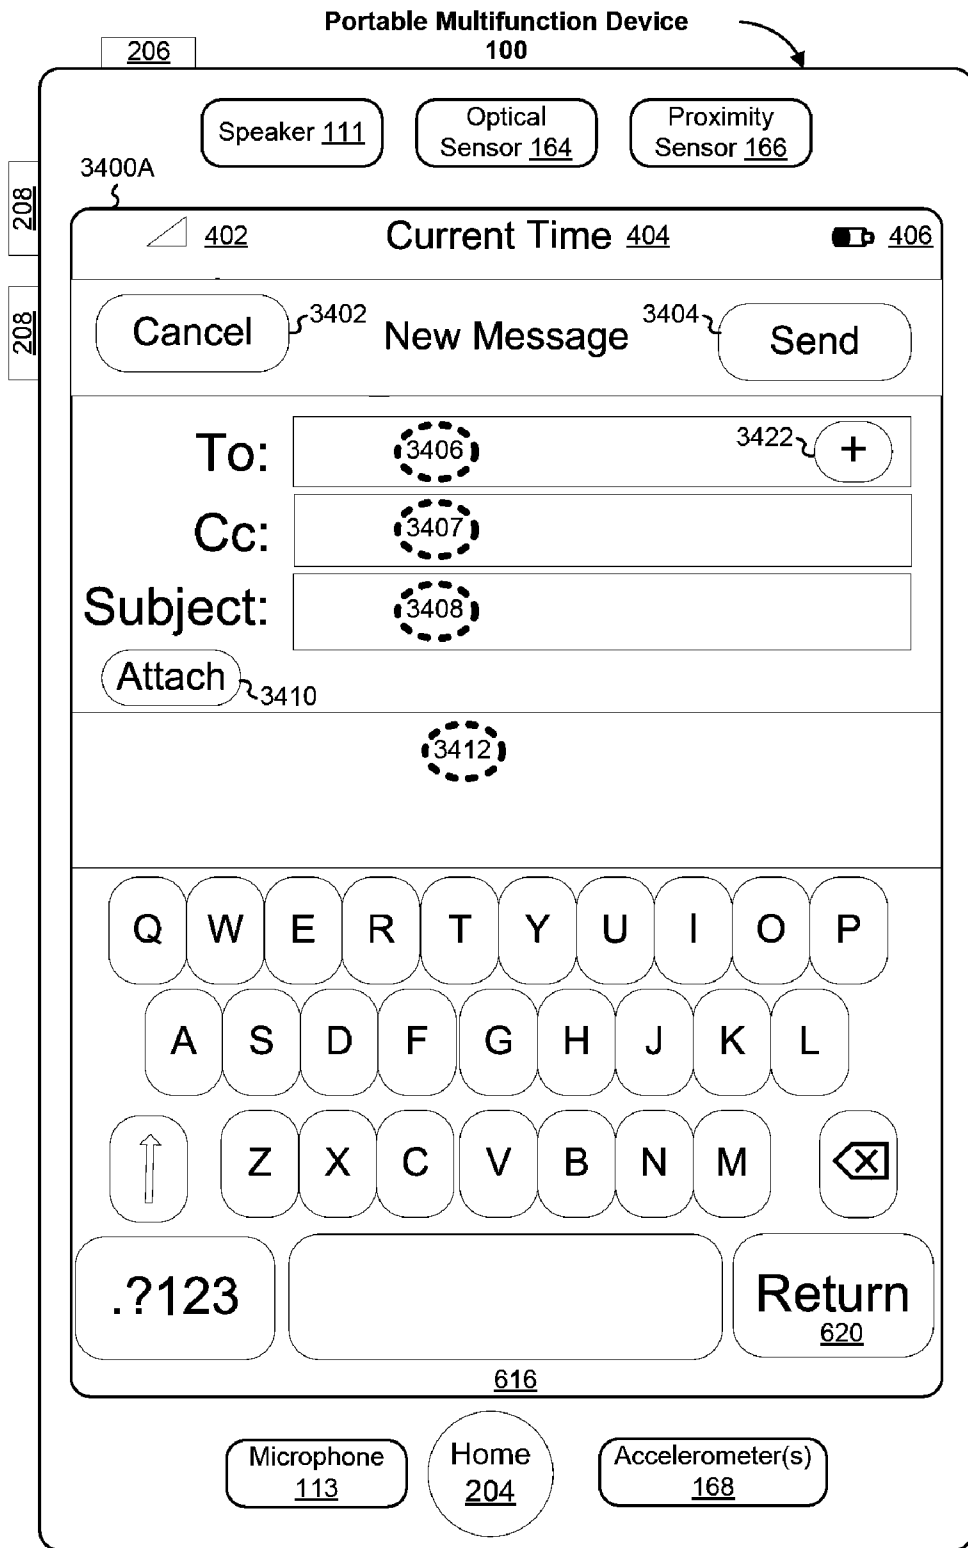 Portable Multifunction Device
100
206
Speaker 111
Optical
Sensor 164
Proximity
Sensor 166
3400A
208
208
402
Current Time 404
406
Cancel
3402
New Message
3404
Send
To:
3406
3422
+
Cc:
3407
Subject:
3408
Attach
3410
3412
Q W E R T Y U I O P
A S D F G H J K L
Z X C V B N M
.?123
Return
620
616
Microphone
113
Home
204
Accelerometer(s)
168